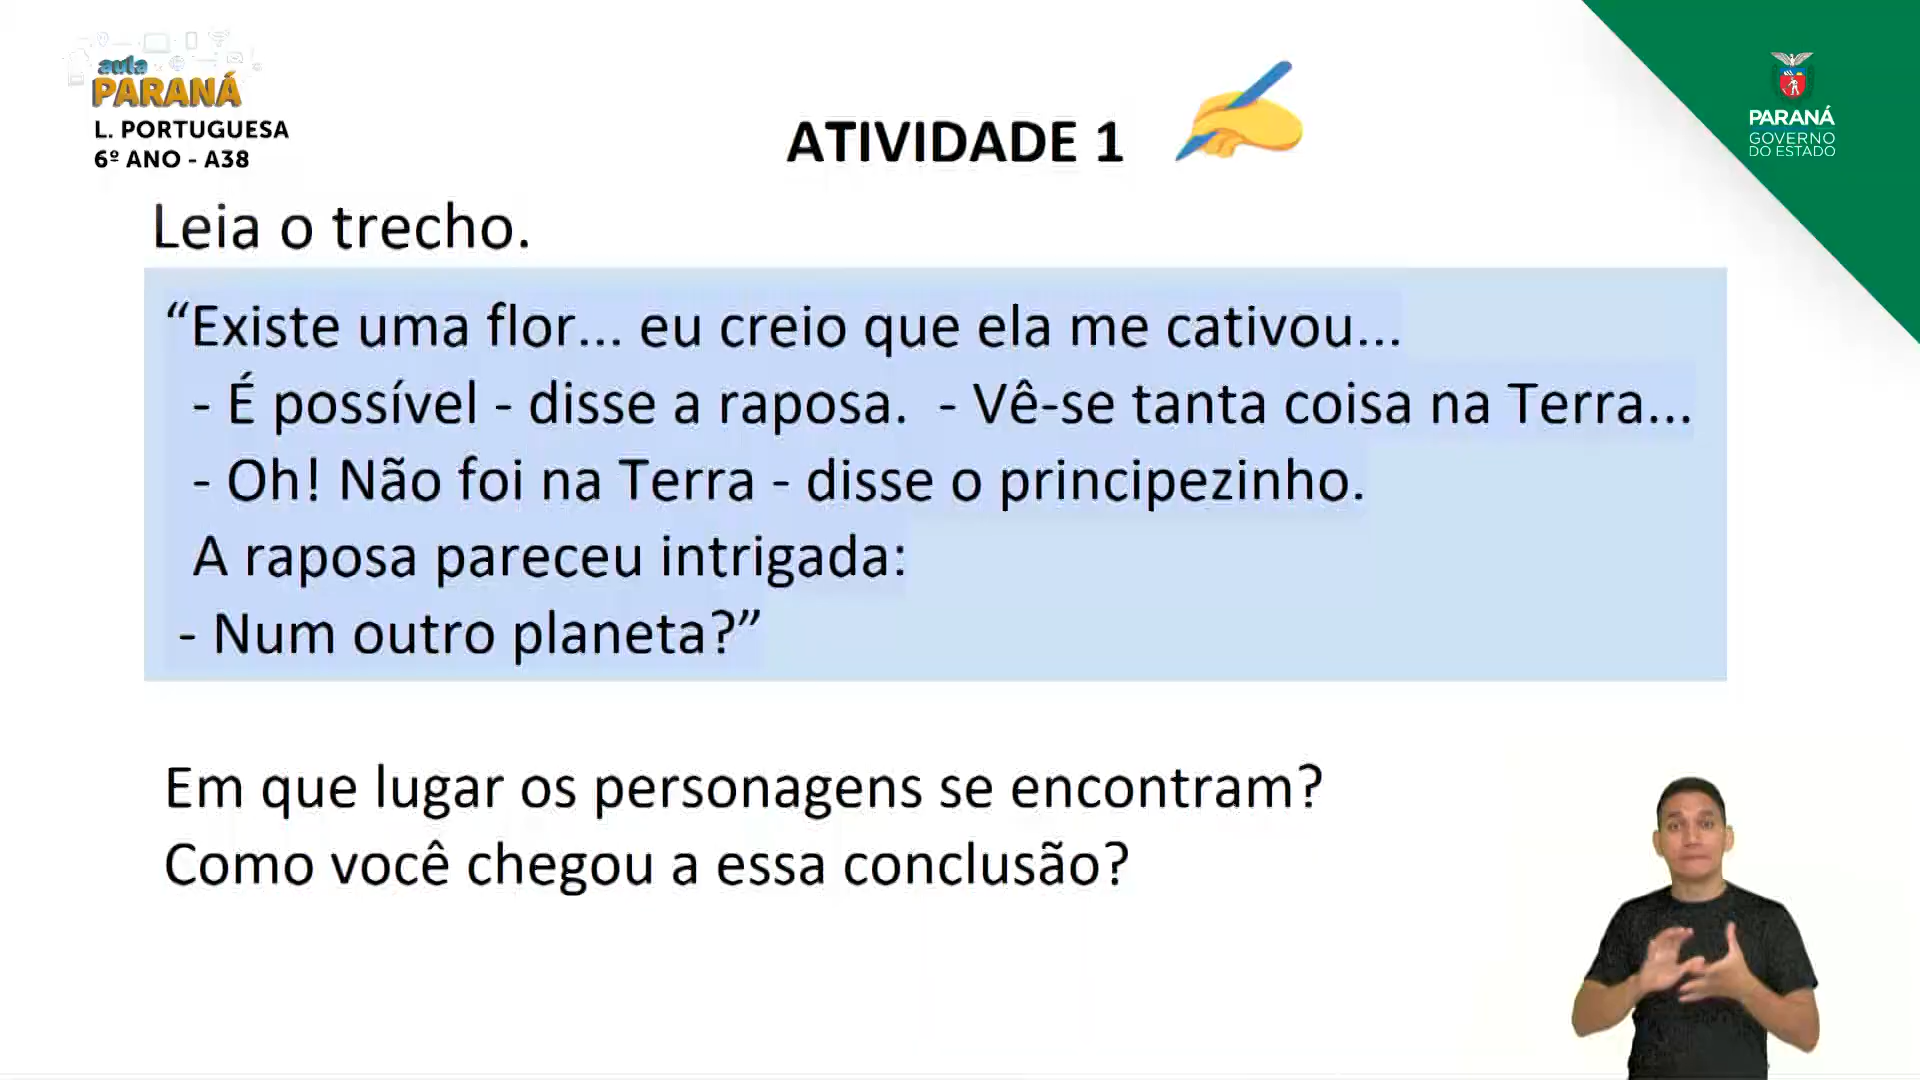 aula
PARANÁ
L. PORTUGUESA
6º ANO - A38
ATIVIDADE 1
PARANÁ
GOVERNO
DO ESTADO
Leia o trecho.
“Existe uma flor... eu creio que ela me cativou...
- É possível - disse a raposa.  - Vê-se tanta coisa na Terra...
- Oh! Não foi na Terra - disse o principezinho.
A raposa pareceu intrigada:
- Num outro planeta?”
Em que lugar os personagens se encontram?
Como você chegou a essa conclusão?